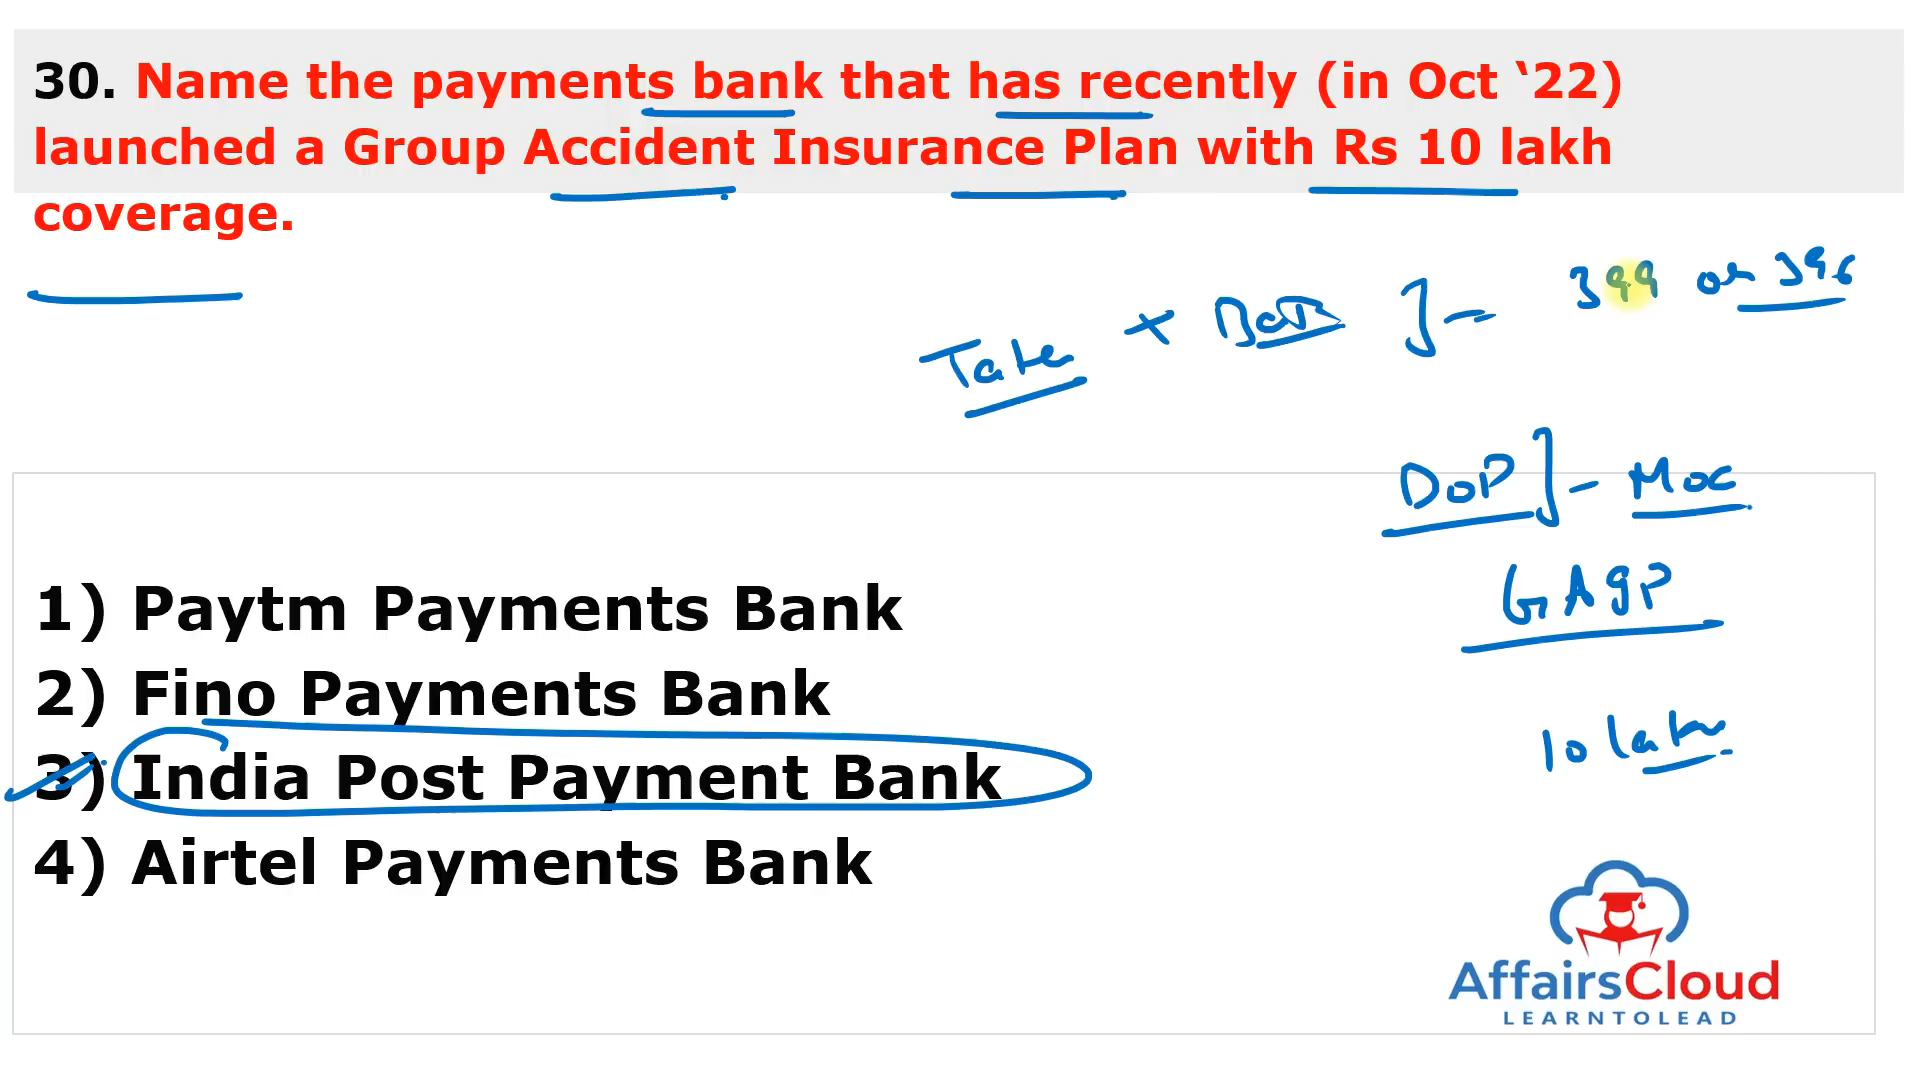 30. Name the payments bank that has recently (in Oct ‘22)
launched a Group Accident Insurance Plan with Rs 10 lakh
coverage.
+ ] - 399 or 396
DoP ] - MoC
GAGP
10 lakh
1) Paytm Payments Bank
2) Fino Payments Bank
3) India Post Payment Bank
4) Airtel Payments Bank
AffairsCloud
LEARNTOLEAD